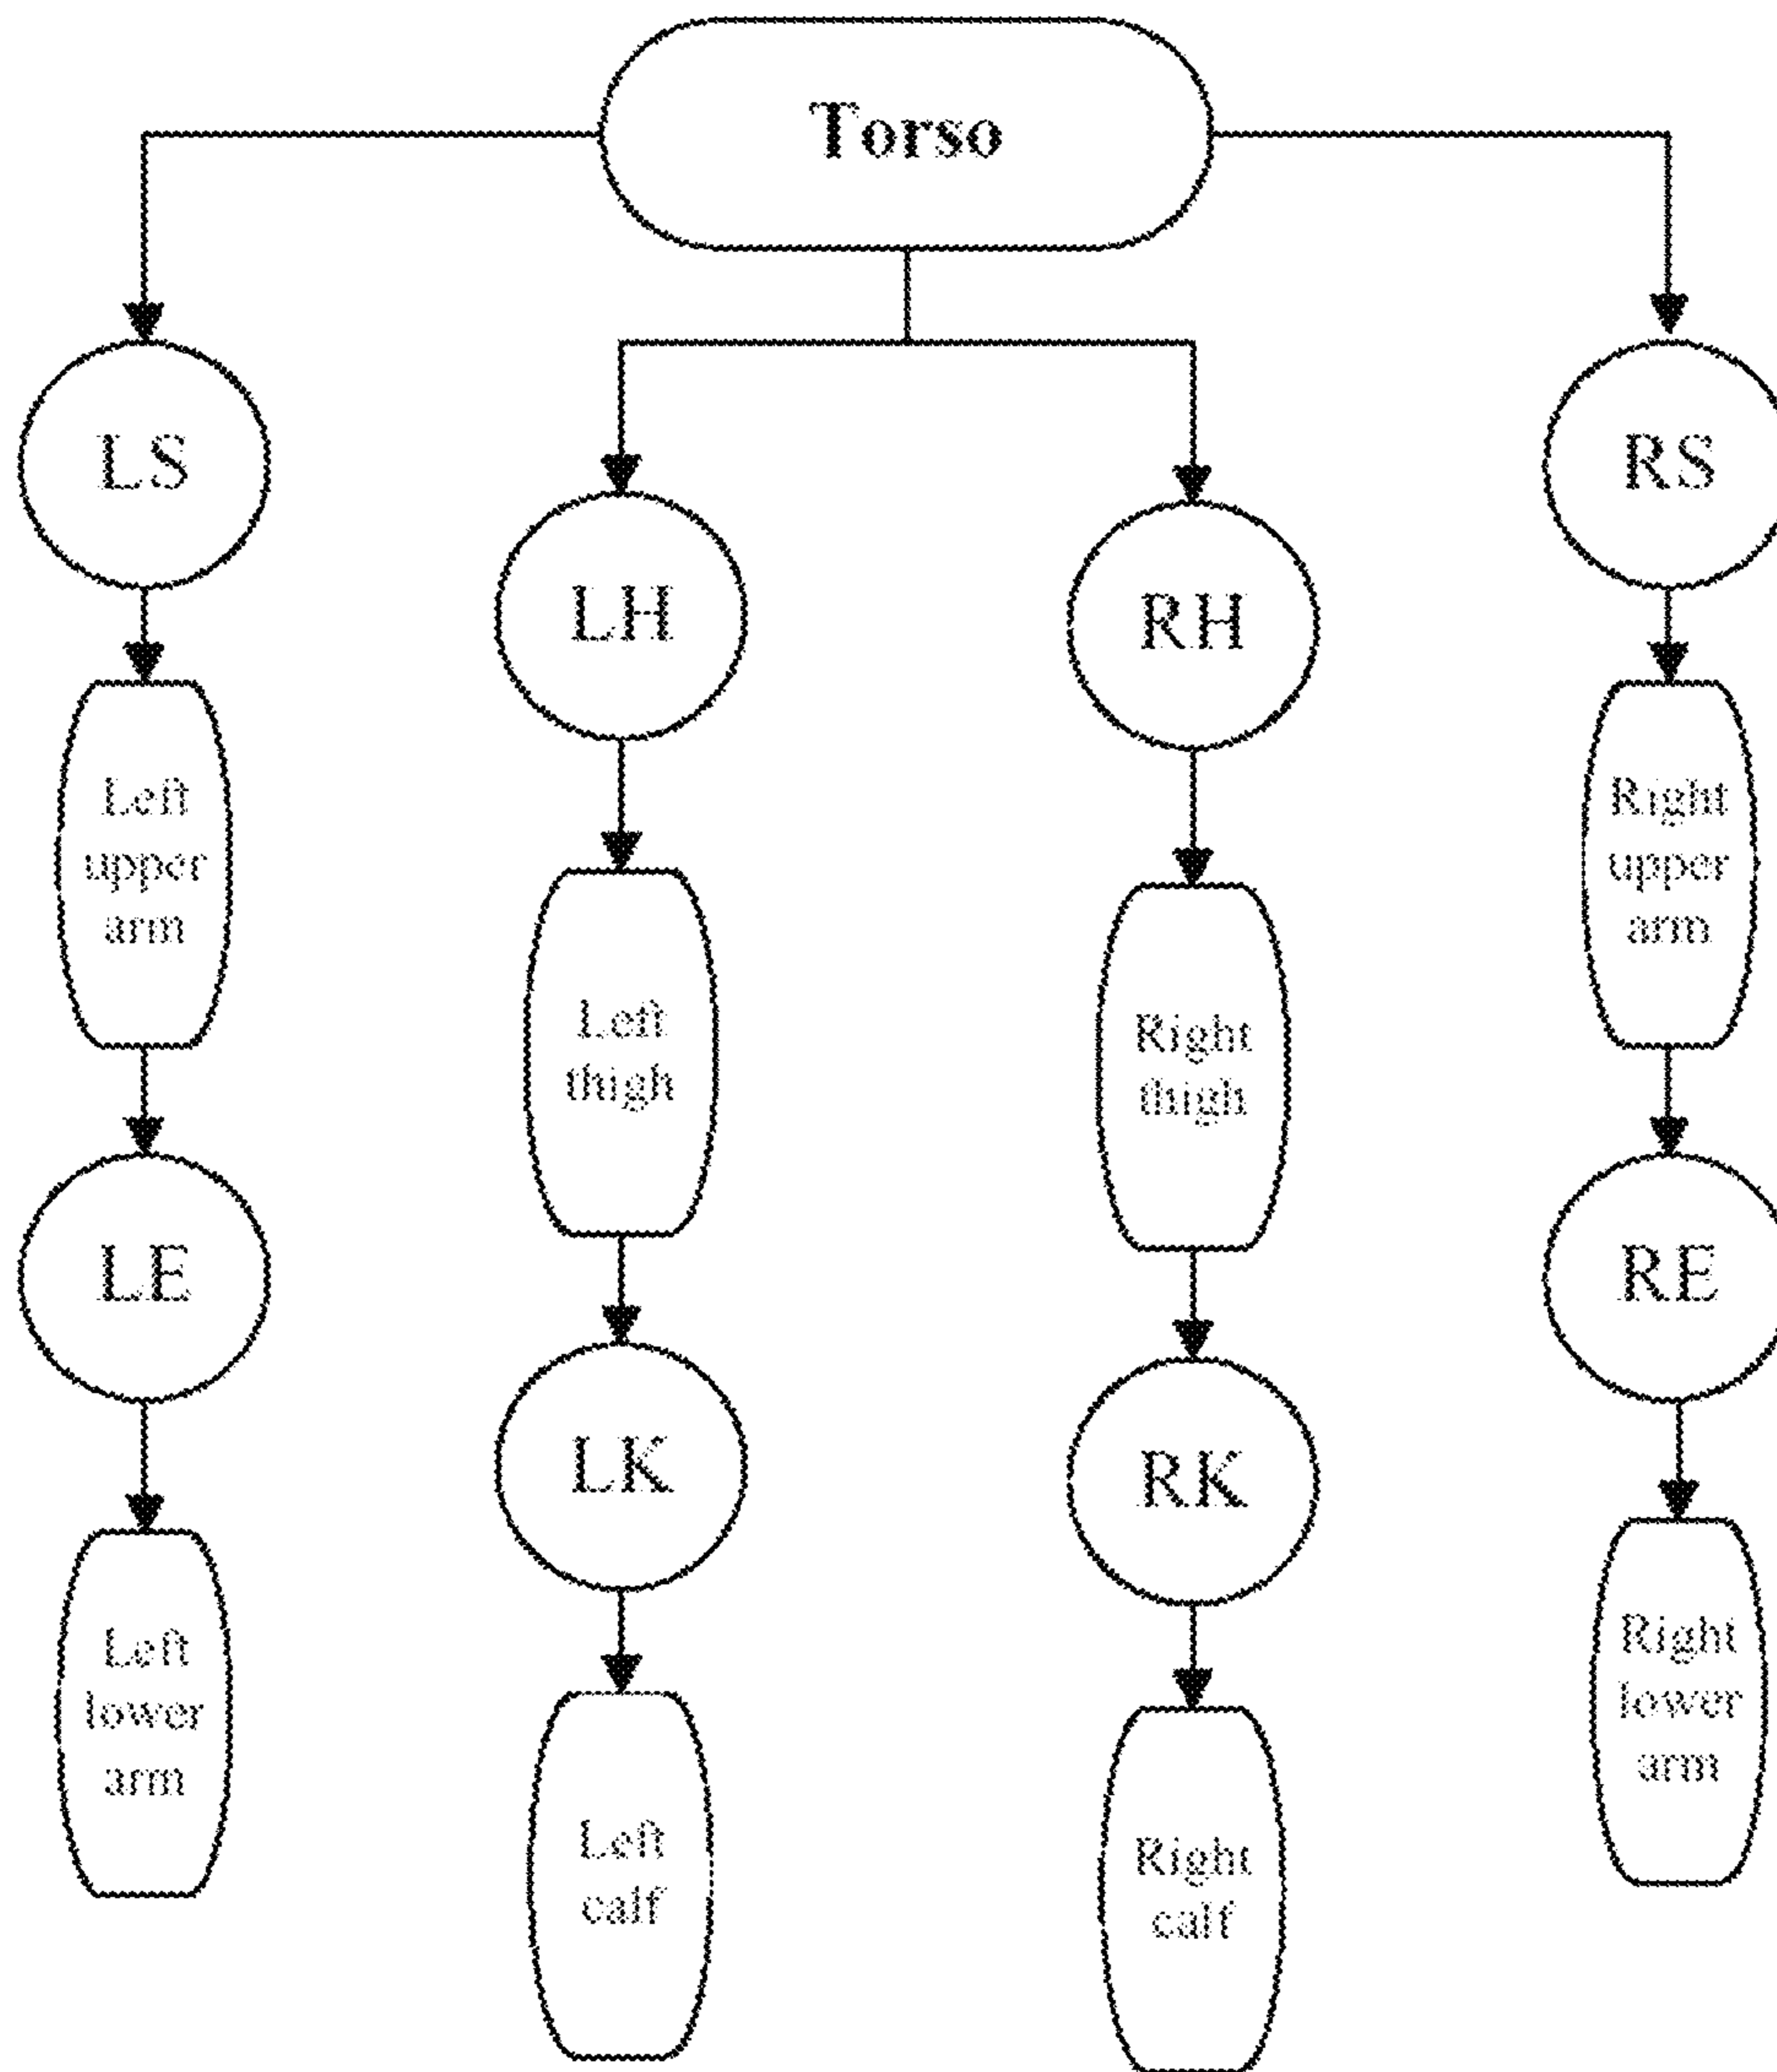 Torso
LS
RS
LH
RH
Left
upper
arm
Right
upper
arm
Left
thigh
Right
thigh
LE
RE
LK
RK
Left
lower
arm
Right
lower
arm
Left
calf
Right
calf